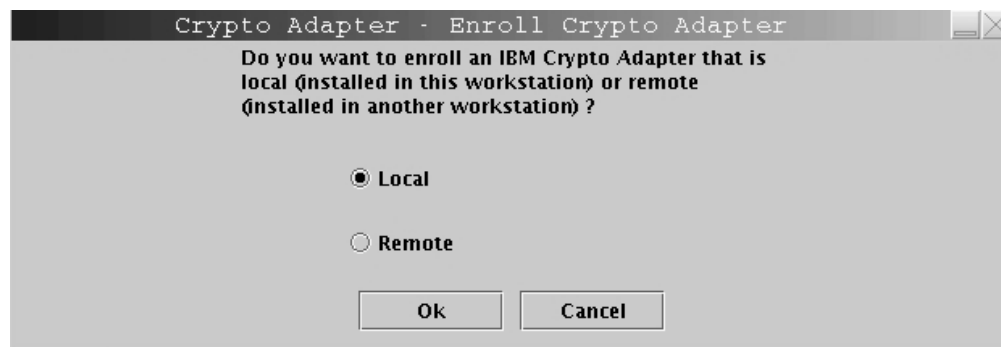 Crypto Adapter - Enroll Crypto Adapter
Do you want to enroll an IBM Crypto Adapter that is
local (installed in this workstation) or remote
(installed in another workstation) ?
Local
Remote
Ok Cancel